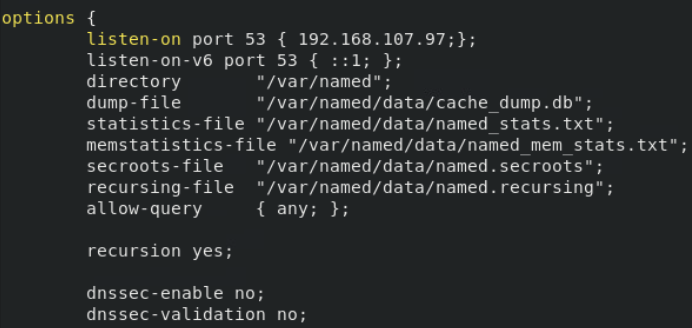 options {
        listen-on port 53 { 192.168.107.97;};
        listen-on-v6 port 53 { ::1; };
        directory       "/var/named";
        dump-file       "/var/named/data/cache_dump.db";
        statistics-file "/var/named/data/named_stats.txt";
        memstatistics-file "/var/named/data/named_mem_stats.txt";
        secroots-file   "/var/named/data/named.secroots";
        recursing-file  "/var/named/data/named.recursing";
        allow-query     { any; };

        recursion yes;

        dnssec-enable no;
        dnssec-validation no;